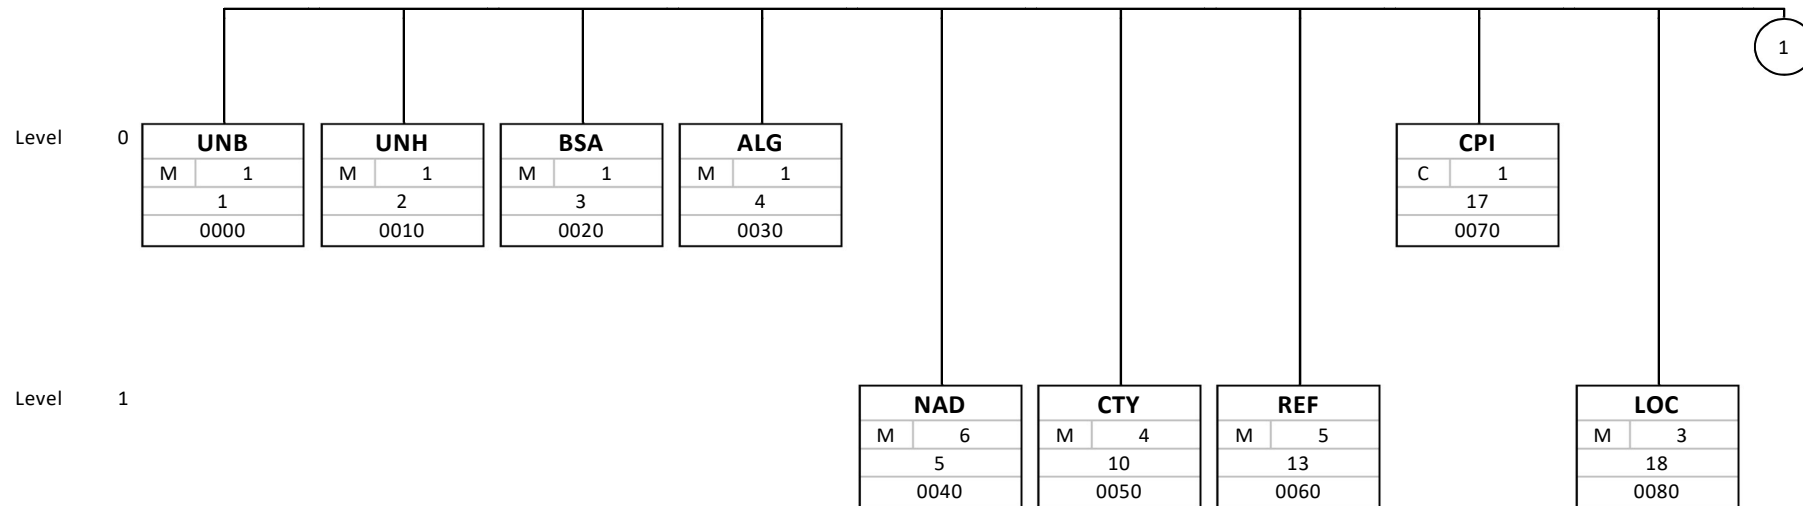 1
Level 0 UNB UNH BSA ALG CPI
M 1 M 1 M 1 M 1 C 1
1 2 3 4 17
0000 0010 0020 0030 0070
Level 1 NAD CTY REF LOC
M 6 M 4 M 5 M 3
5 10 13 18
0040 0050 0060 0080